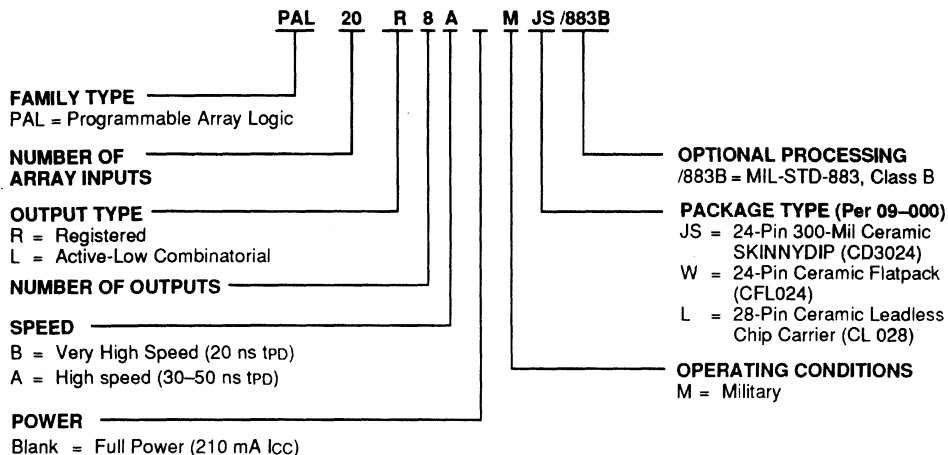 PAL 20 R 8 A M JS /883B
FAMILY TYPE
PAL = Programmable Array Logic
NUMBER OF
ARRAY INPUTS
OUTPUT TYPE
R = Registered
L = Active-Low Combinatorial
NUMBER OF OUTPUTS
SPEED
B = Very High Speed (20 ns tPD)
A = High speed (30–50 ns tPD)
POWER
Blank = Full Power (210 mA ICC)
OPTIONAL PROCESSING
/883B = MIL-STD-883, Class B
PACKAGE TYPE (Per 09–000)
JS = 24-Pin 300-Mil Ceramic
SKINNYDIP (CD3024)
W = 24-Pin Ceramic Flatpack
(CFL024)
L = 28-Pin Ceramic Leadless
Chip Carrier (CL 028)
OPERATING CONDITIONS
M = Military